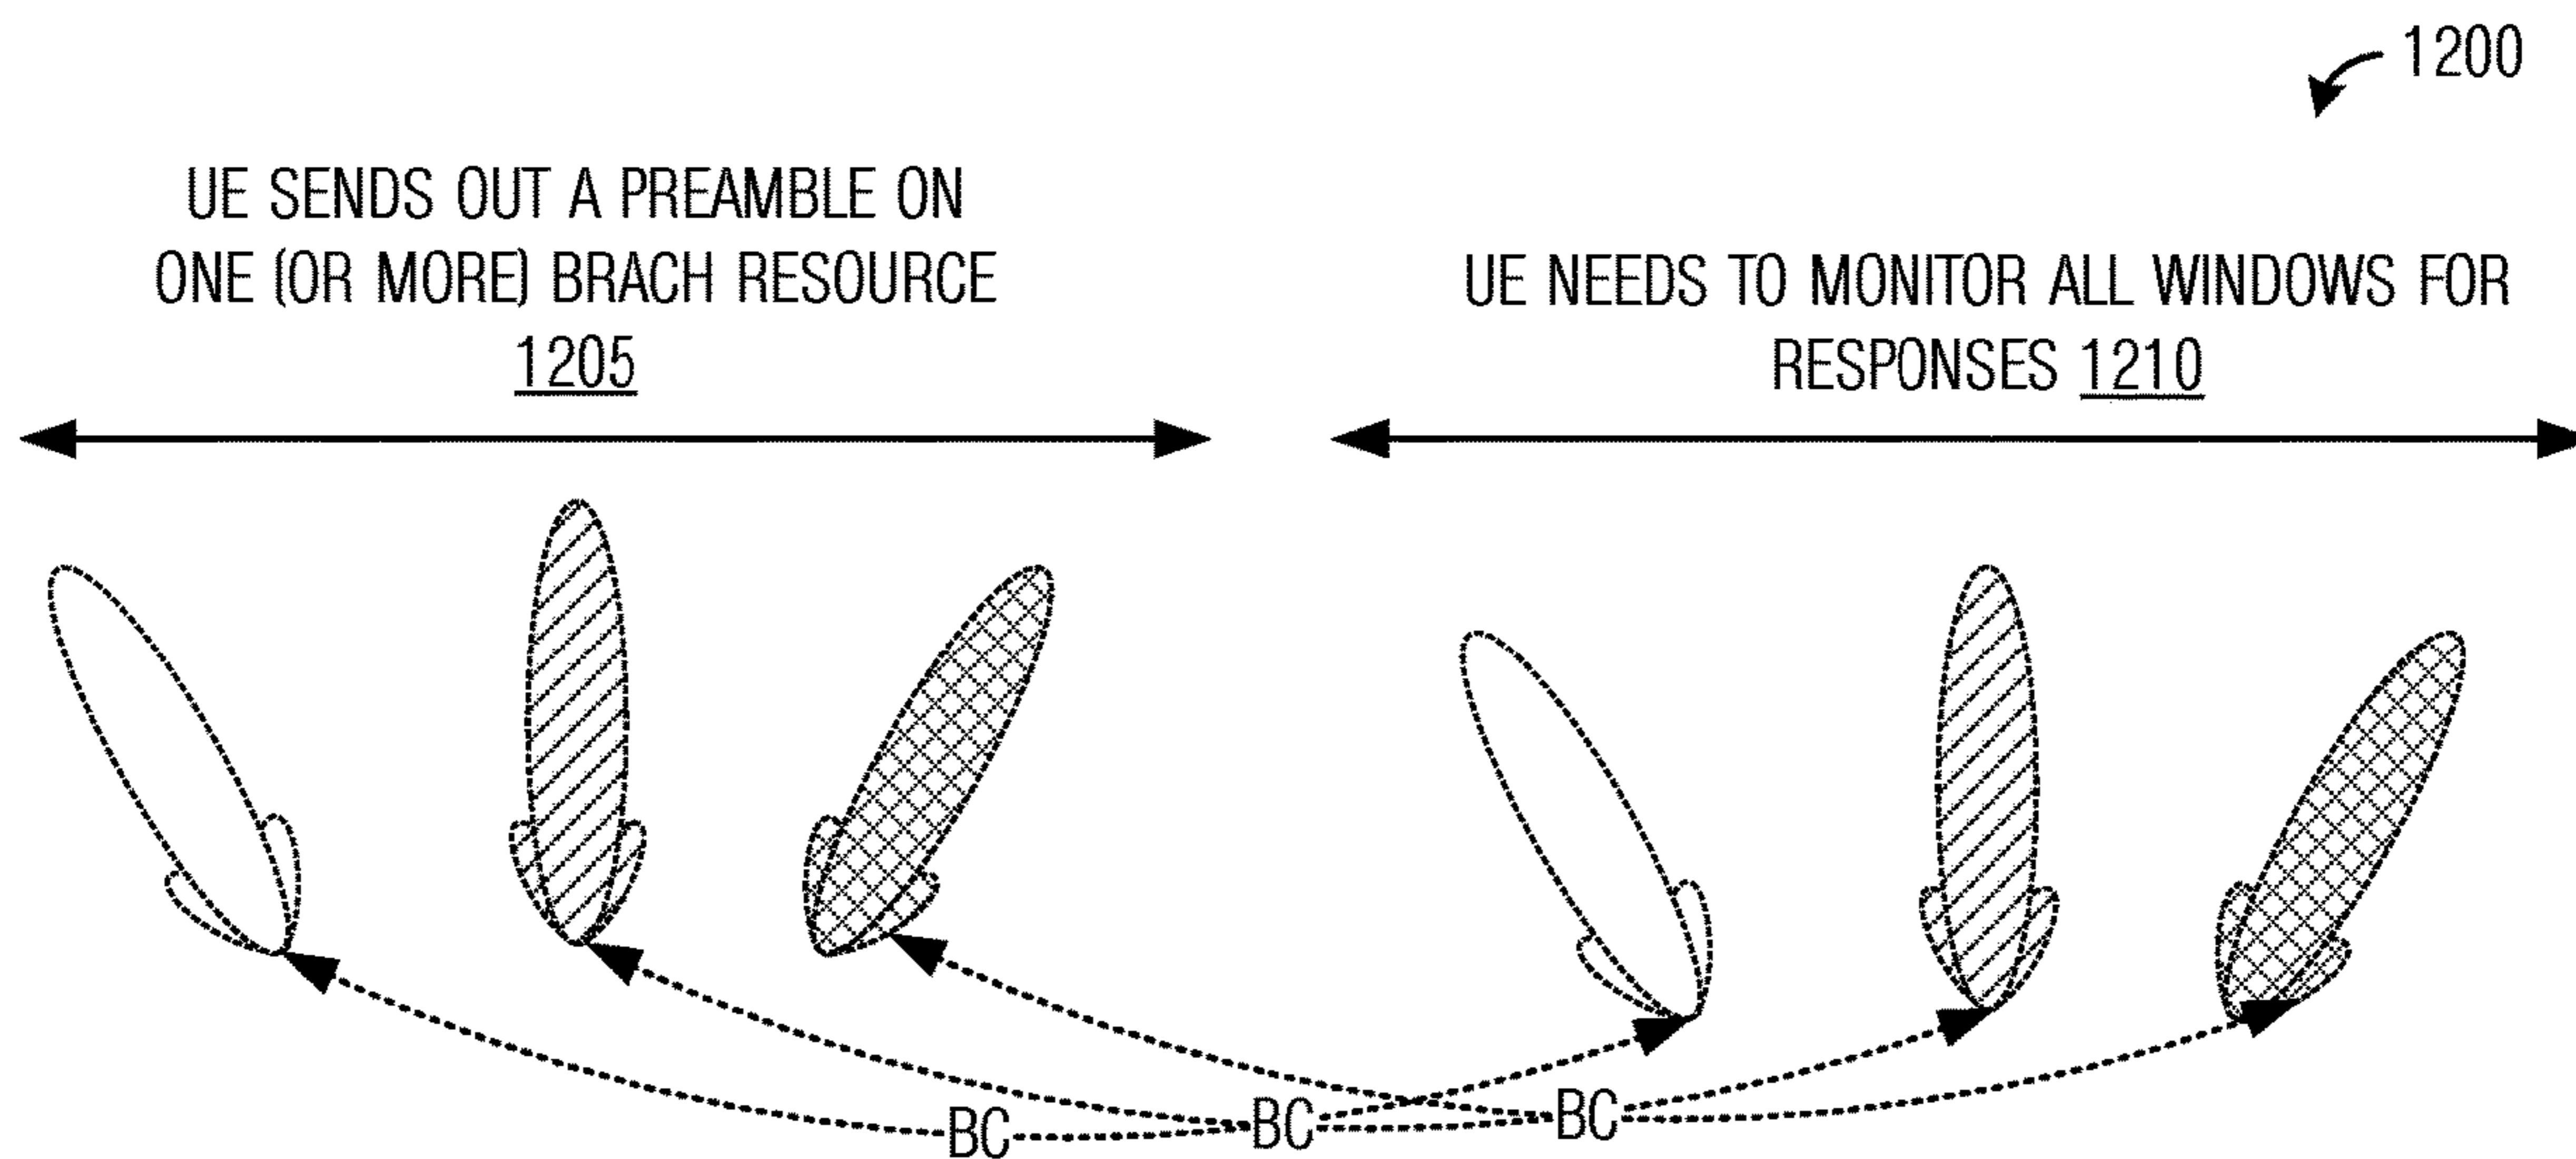 1200
UE SENDS OUT A PREAMBLE ON
ONE (OR MORE) BRACH RESOURCE
1205
UE NEEDS TO MONITOR ALL WINDOWS FOR
RESPONSES 1210
BC
BC
BC